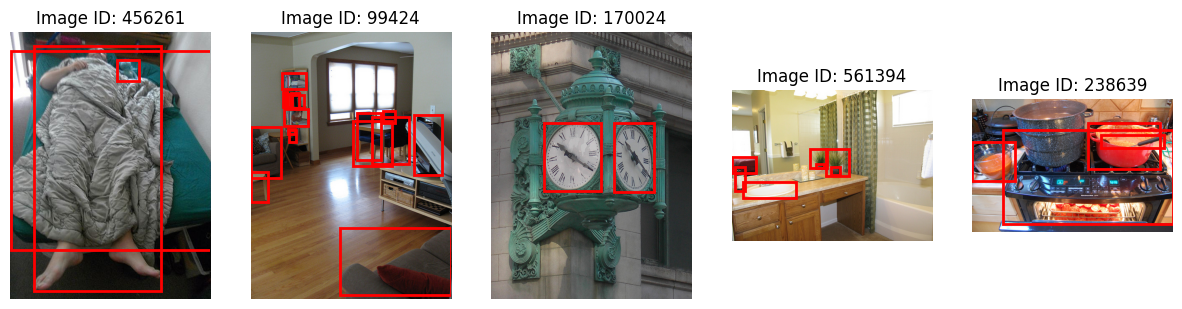 Image ID: 456261
Image ID: 99424
Image ID: 170024
Image ID: 561394
Image ID: 238639